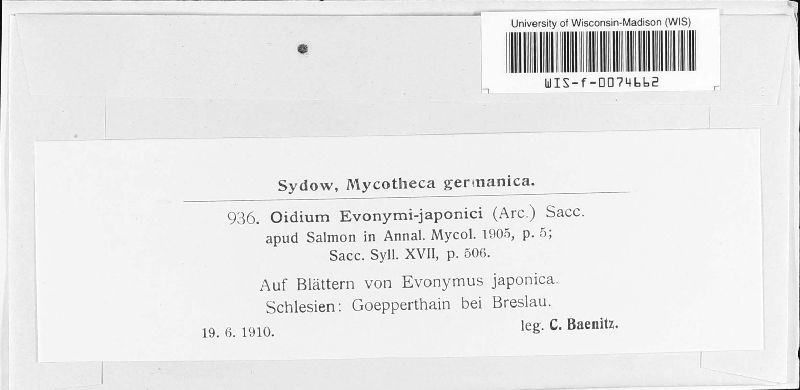 University of Wisconsin-Madison (WIS)
WIS-f-0074662
Sydow, Mycotheca germanica.
936. Oidium Evonymi-japonici (Arc.) Sacc.
apud Salmon in Annal. Mycol. 1905, p. 5;
Sacc. Syll. XVII, p. 506.
Auf Blättern von Evonymus japonica.
Schlesien: Goepperthain bei Breslau.
19. 6. 1910. leg. C. Baenitz.